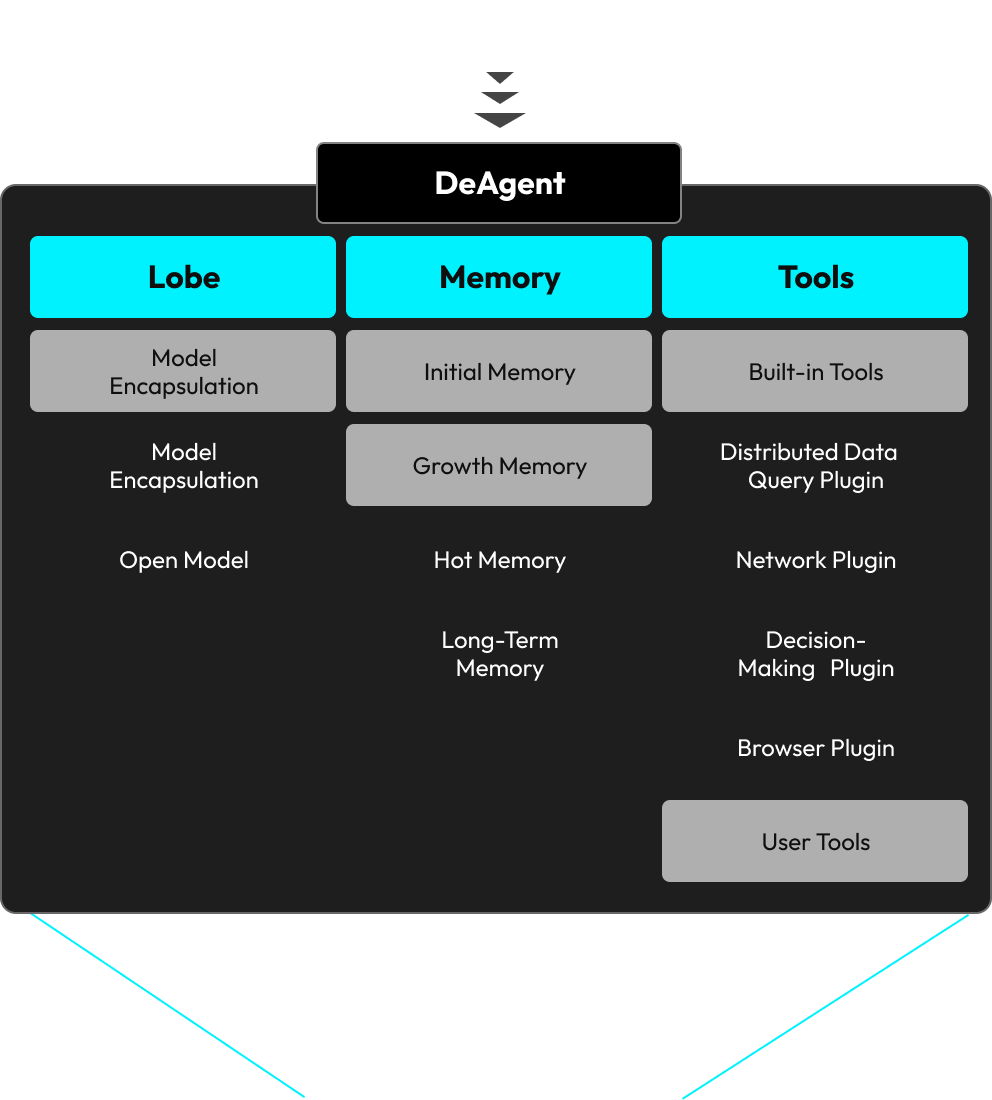 DeAgent
Lobe
Memory
Tools
Model
Encapsulation
Initial Memory
Built-in Tools
Model
Encapsulation
Growth Memory
Distributed Data
Query Plugin
Open Model
Hot Memory
Network Plugin
Long-Term
Memory
Decision-
Making Plugin
Browser Plugin
User Tools